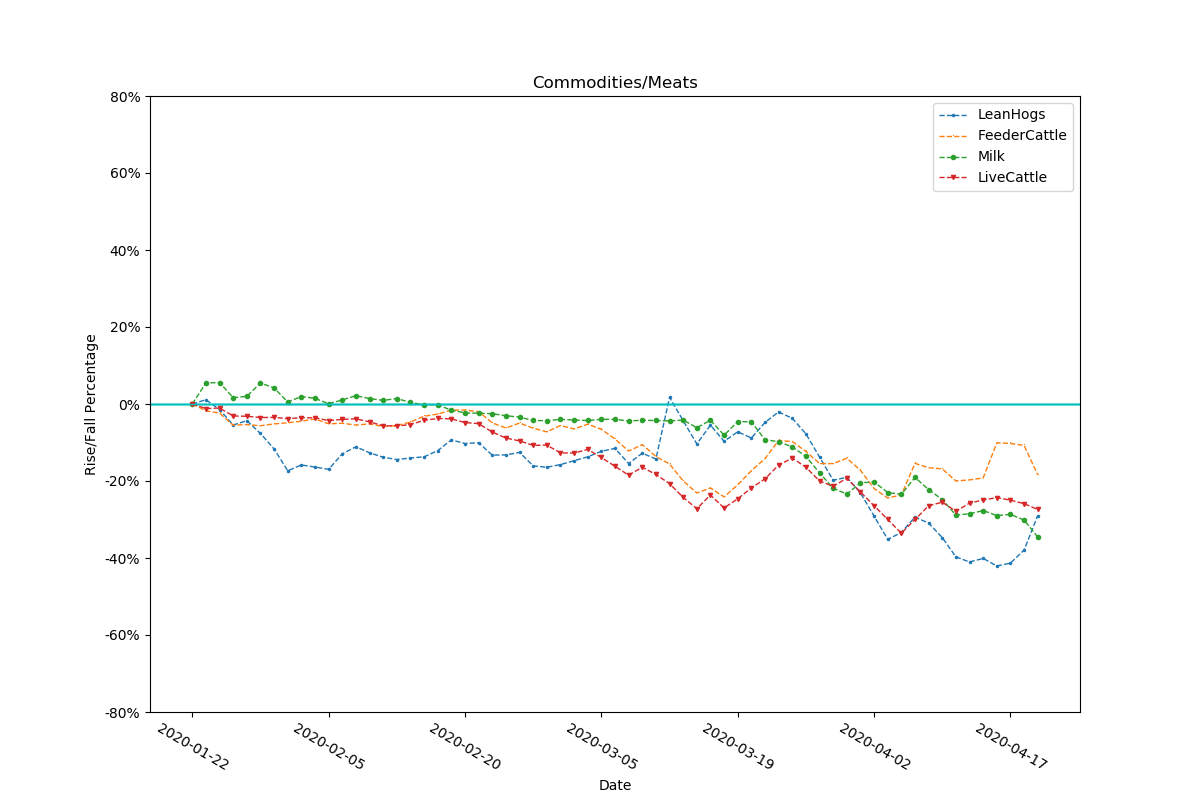 Commodities/Meats
80%
60%
40%
20%
0%
-20%
-40%
-60%
-80%
Rise/Fall Percentage
LeanHogs
FeederCattle
Milk
LiveCattle
2020-01-22
2020-02-05
2020-02-20
2020-03-05
2020-03-19
2020-04-02
2020-04-17
Date